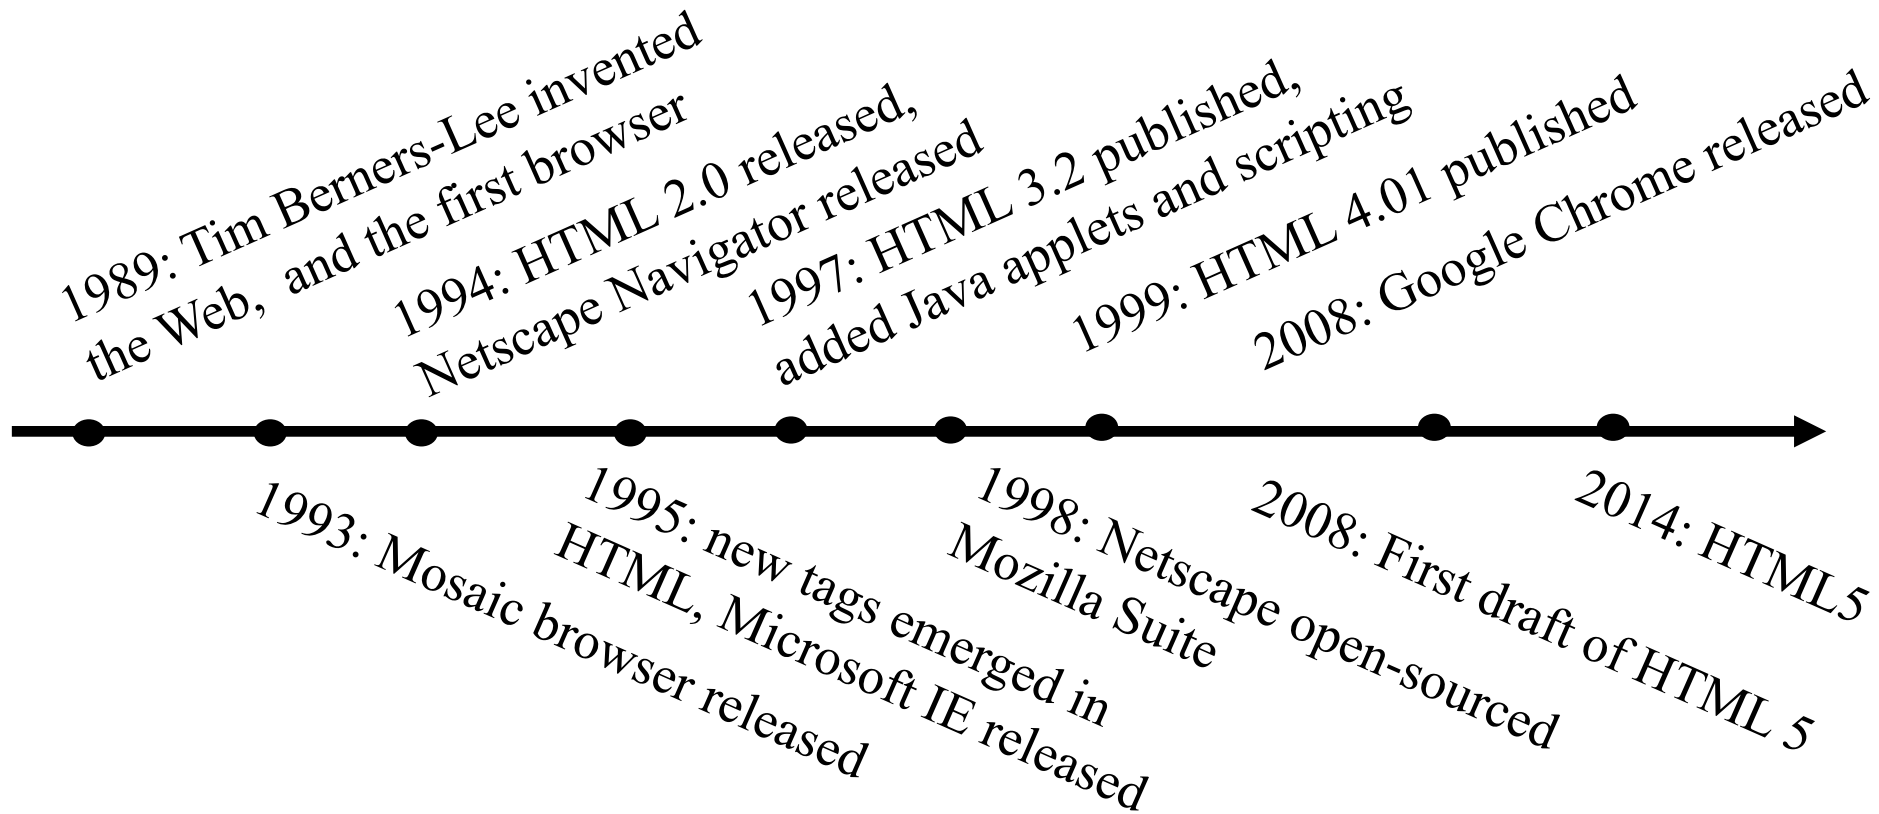 1989: Tim Berners-Lee invented
the Web, and the first browser
1994: HTML 2.0 released,
Netscape Navigator released
1997: HTML 3.2 published,
added Java applets and scripting
1999: HTML 4.01 published
2008: Google Chrome released
1993: Mosaic browser released
1995: new tags emerged in
HTML, Microsoft IE released
1998: Netscape open-sourced
Mozilla Suite
2008: First draft of HTML 5
2014: HTML5